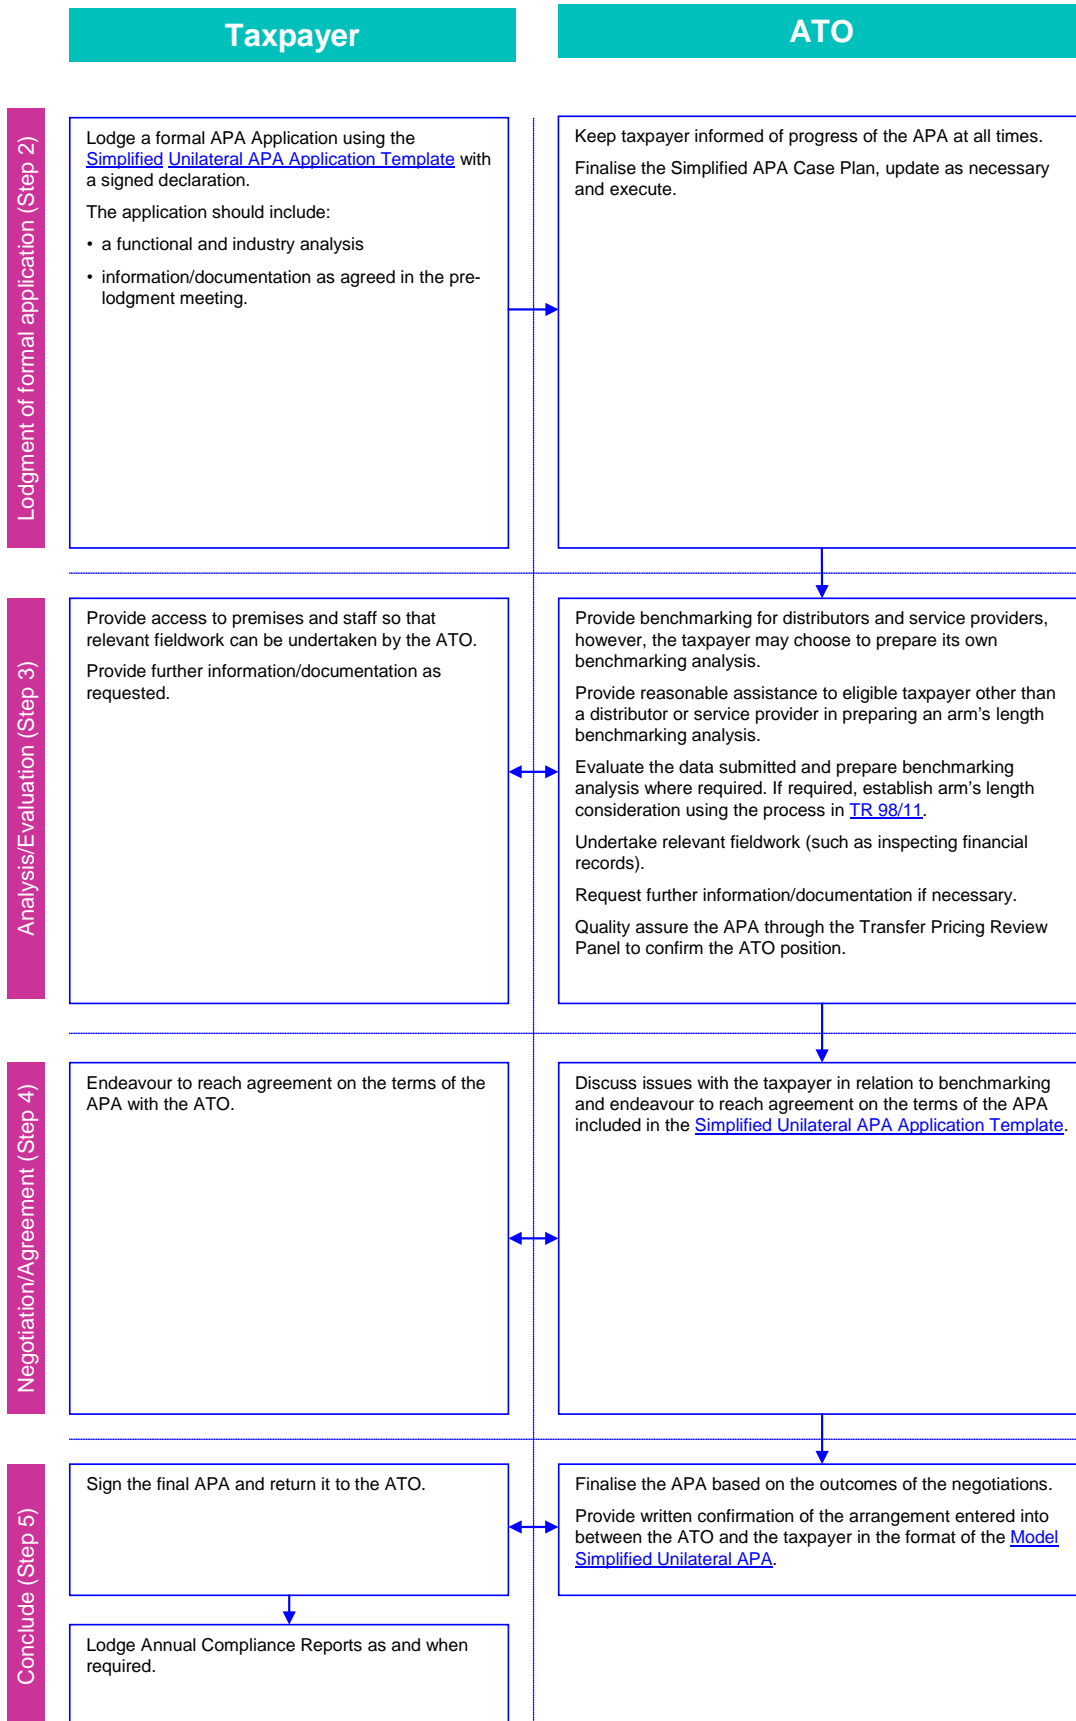 Taxpayer
ATO
Lodgment of formal application (Step 2)
Lodge a formal APA Application using the
Simplified Unilateral APA Application Template with
a signed declaration.
The application should include:
• a functional and industry analysis
• information/documentation as agreed in the pre-
lodgment meeting.
Keep taxpayer informed of progress of the APA at all times.
Finalise the Simplified APA Case Plan, update as necessary
and execute.
Analysis/Evaluation (Step 3)
Provide access to premises and staff so that
relevant fieldwork can be undertaken by the ATO.
Provide further information/documentation as
requested.
Provide benchmarking for distributors and service providers,
however, the taxpayer may choose to prepare its own
benchmarking analysis.
Provide reasonable assistance to eligible taxpayer other than
a distributor or service provider in preparing an arm's length
benchmarking analysis.
Evaluate the data submitted and prepare benchmarking
analysis where required. If required, establish arm's length
consideration using the process in TR 98/11.
Undertake relevant fieldwork (such as inspecting financial
records).
Request further information/documentation if necessary.
Quality assure the APA through the Transfer Pricing Review
Panel to confirm the ATO position.
Negotiation/Agreement (Step 4)
Endeavour to reach agreement on the terms of the
APA with the ATO.
Discuss issues with the taxpayer in relation to benchmarking
and endeavour to reach agreement on the terms of the APA
included in the Simplified Unilateral APA Application Template.
Conclude (Step 5)
Sign the final APA and return it to the ATO.
Finalise the APA based on the outcomes of the negotiations.
Provide written confirmation of the arrangement entered into
between the ATO and the taxpayer in the format of the Model
Simplified Unilateral APA.
Lodge Annual Compliance Reports as and when
required.